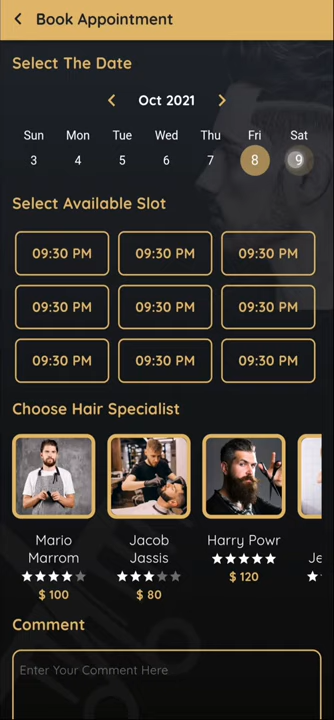 Book Appointment
Select The Date
Oct 2021
Sun Mon Tue Wed Thu Fri Sat
3 4 5 6 7 8 9
Select Available Slot
09:30 PM 09:30 PM 09:30 PM
09:30 PM 09:30 PM 09:30 PM
09:30 PM 09:30 PM 09:30 PM
Choose Hair Specialist
Mario Marrom
$ 100
Jacob Jassis
$ 80
Harry Powr
$ 120
Je
Comment
Enter Your Comment Here